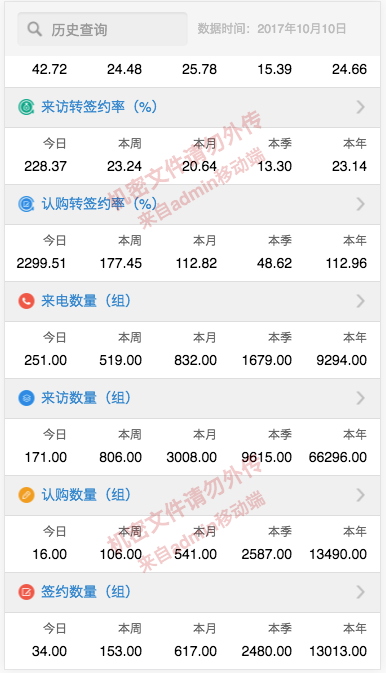 历史查询 数据时间：2017年10月10日
42.72 24.48 25.78 15.39 24.66
来访转签约率（%）
今日 本周 本月 本季 本年
228.37 23.24 20.64 13.30 23.14
机密文件请勿外传
来自admin移动端
认购转签约率（%）
今日 本周 本月 本季 本年
2299.51 177.45 112.82 48.62 112.96
来电数量（组）
今日 本周 本月 本季 本年
251.00 519.00 832.00 1679.00 9294.00
来访数量（组）
今日 本周 本月 本季 本年
171.00 806.00 3008.00 9615.00 66296.00
机密文件请勿外传
来自admin移动端
认购数量（组）
今日 本周 本月 本季 本年
16.00 106.00 541.00 2587.00 13490.00
签约数量（组）
今日 本周 本月 本季 本年
34.00 153.00 617.00 2480.00 13013.00